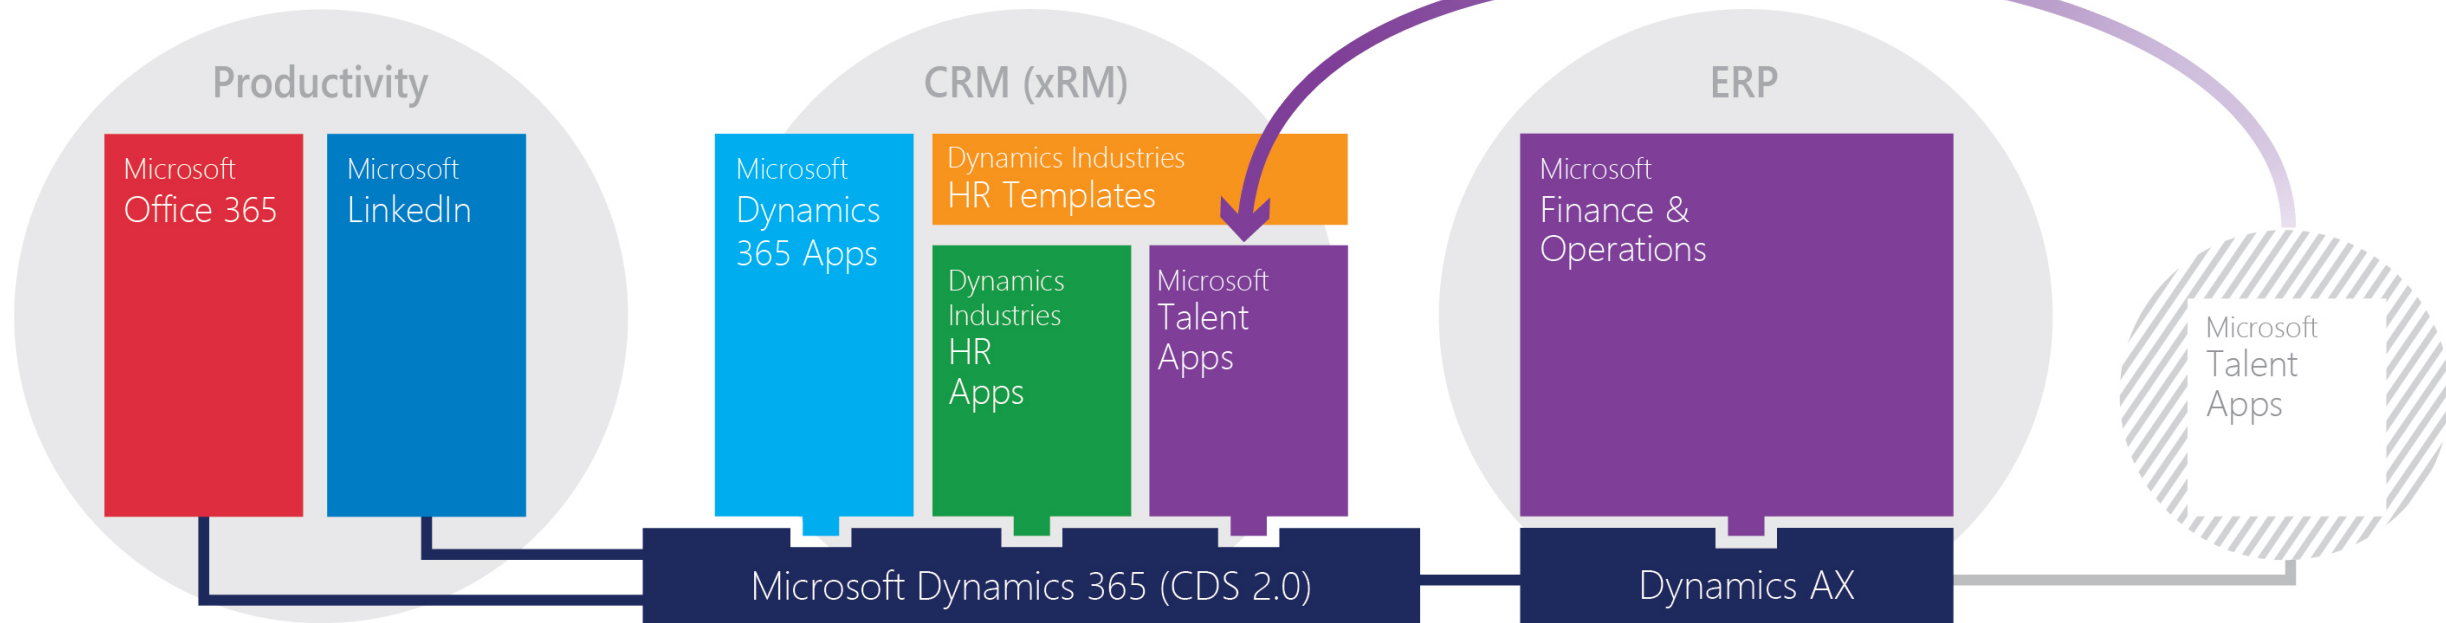 Productivity
Microsoft
Office 365
Microsoft
LinkedIn
CRM (xRM)
Microsoft
Dynamics
365 Apps
Dynamics Industries
HR Templates
Dynamics
Industries
HR
Apps
Microsoft
Talent
Apps
Microsoft Dynamics 365 (CDS 2.0)
ERP
Microsoft
Finance &
Operations
Dynamics AX
Microsoft
Talent
Apps